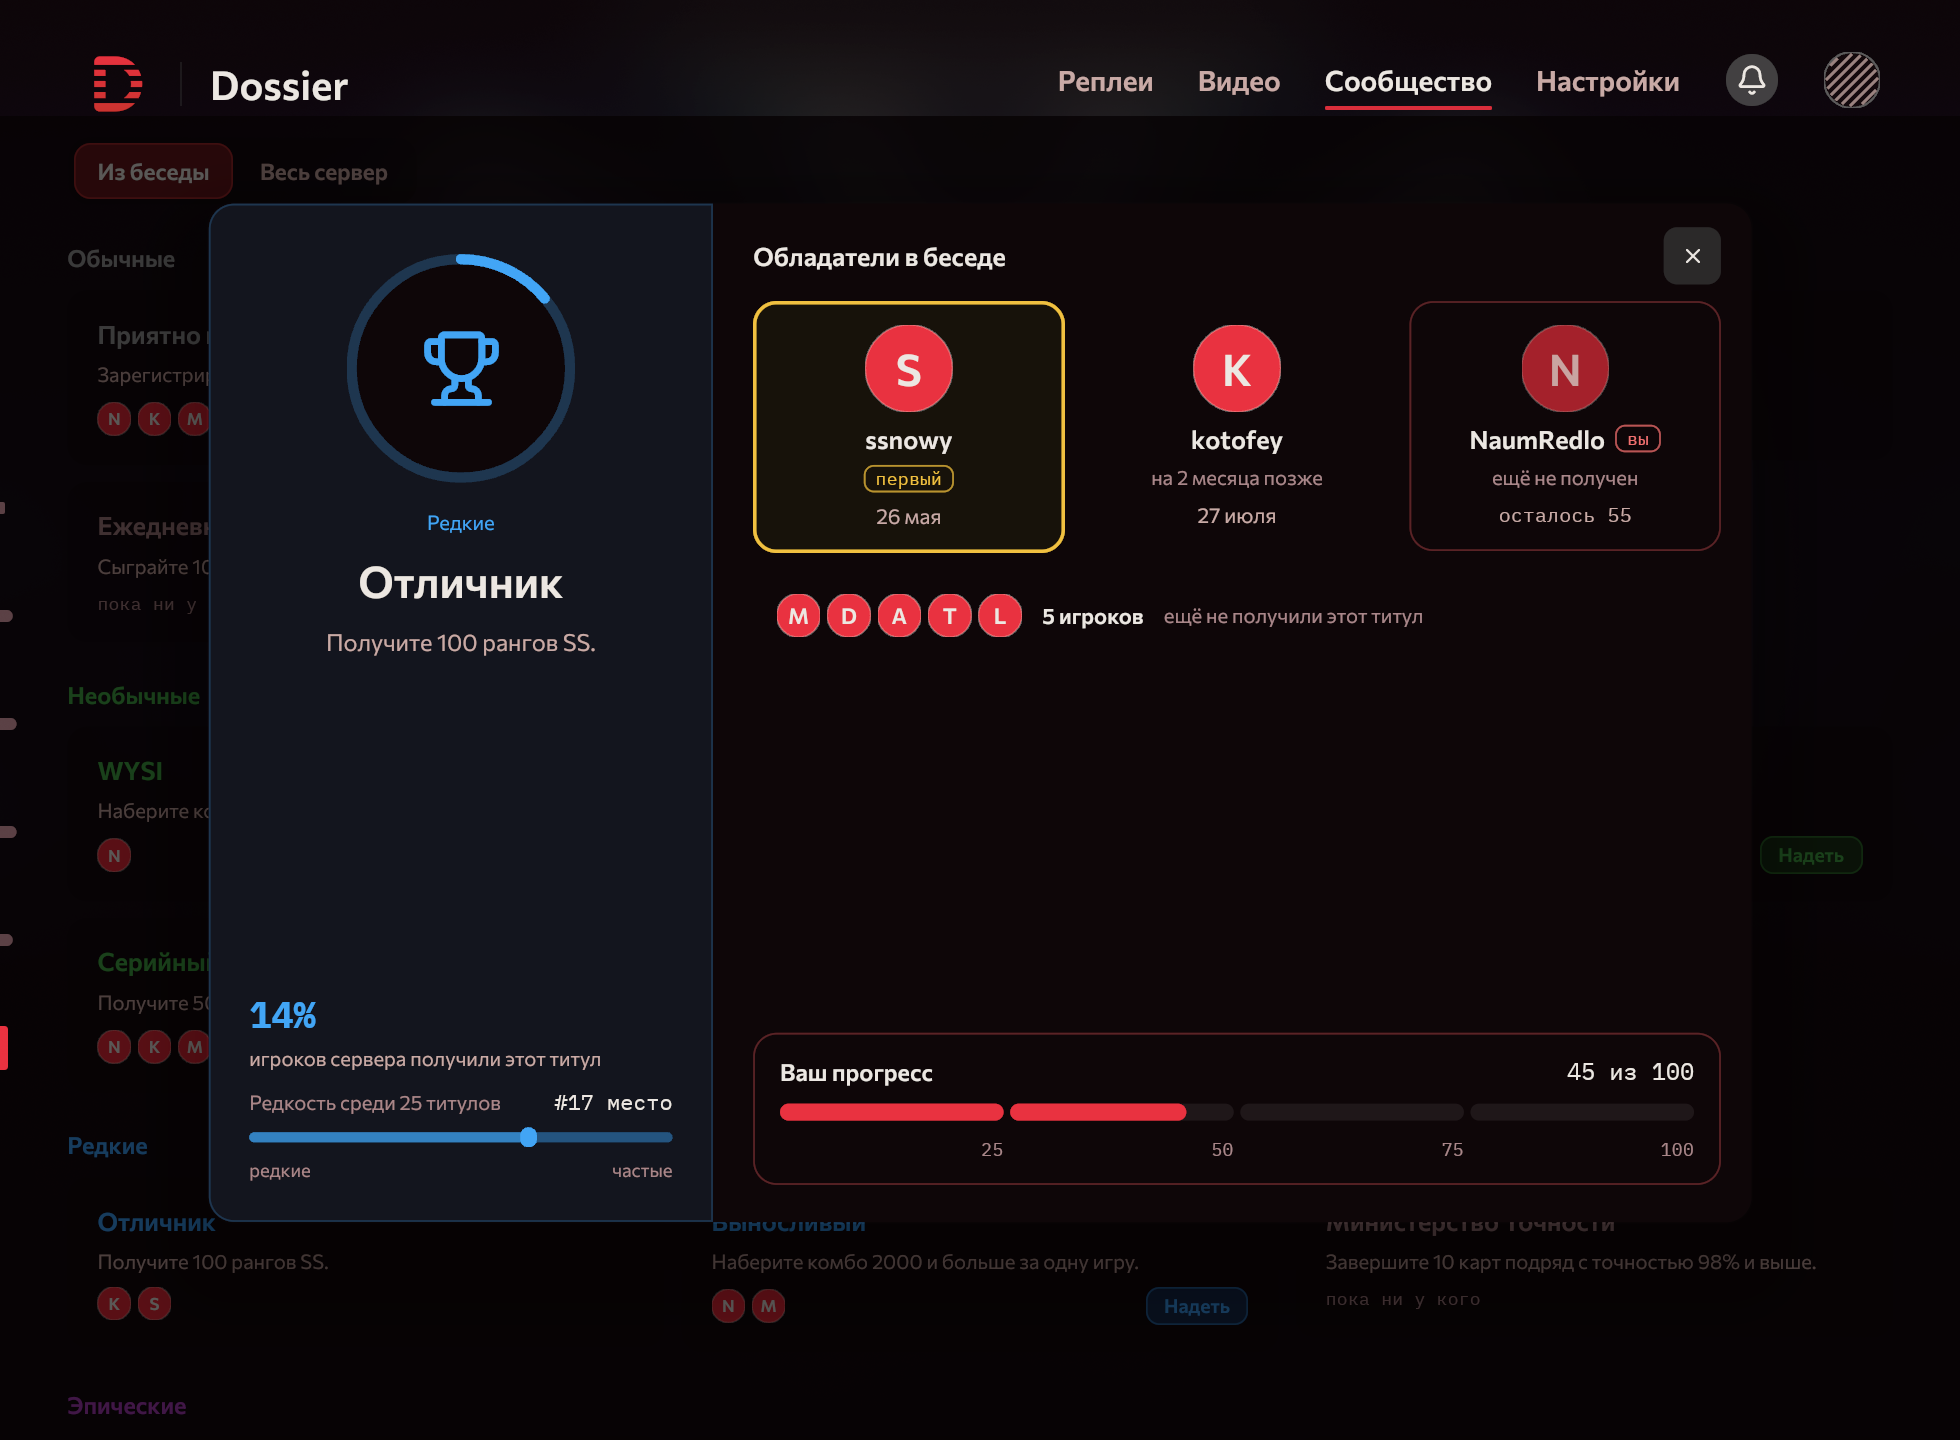 Dossier
Реплеи
Видео
Сообщество
Настройки
Из беседы
Весь сервер
Обычные
Приятно
N K M
N K M
Сыграйте 10
пока ни у
Необычные
WYSI
Наберите
N
Получите 50
N K M
Редкие
Отличник
Получите 100 рангов SS.
K S
Эпические
Редкие
Отличник
Получите 100 рангов SS.
14%
игроков сервера получили этот титул
Редкость среди 25 титулов
#17 место
редкие
частые
Обладатели в беседе
S
ssnowy
первый
26 мая
K
kotofey
на 2 месяца позже
27 июля
N
NaumRedlo вы
ещё не получен
осталось 55
M D A T L
5 игроков ещё не получили этот титул
Ваш прогресс
45 из 100
25 50 75 100
Надеть
Выносливый
Наберите комбо 2000 и больше за одну игру.
N M
Надеть
Министерство точности
Завершите 10 карт подряд с точностью 98% и выше.
пока ни у кого